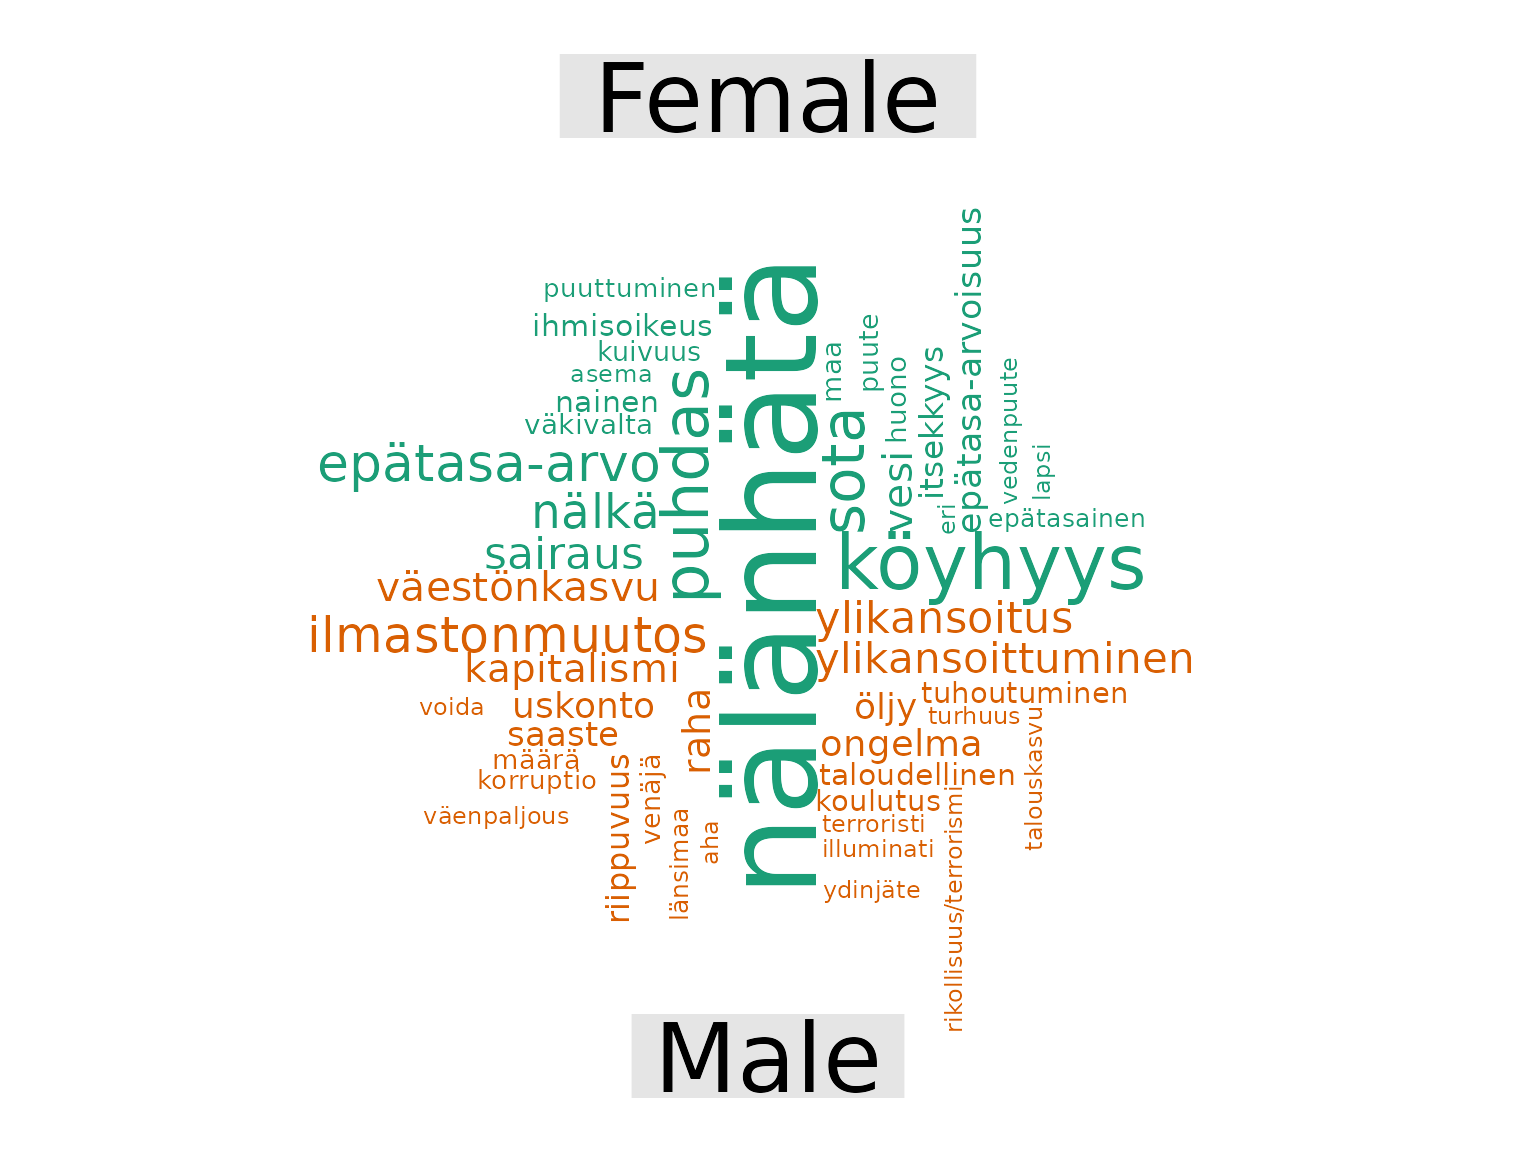 Female
puuttuminen
ihmisoikeus
kuivuus
asema
nainen
väkivalta
epätasa-arvo
nälkä
sairaus
puhdas
nälänhätä
maa
puute
sota
huono
vesi
itsekkyys
eri
epätasa-arvoisuus
vedenpuute
lapsi
epätasainen
köyhyys
väestönkasvu
ilmastonmuutos
kapitalismi
voida
uskonto
saaste
määrä
korruptio
väenpaljous
riippuvuus
venäjä
länsimaa
raha
aha
ylikansoitus
ylikansoittuminen
öljy
tuhoutuminen
turhuus
ongelma
taloudellinen
koulutus
terroristi
illuminati
ydinjäte
rikollisuus/terrorismi
talouskasvu
Male